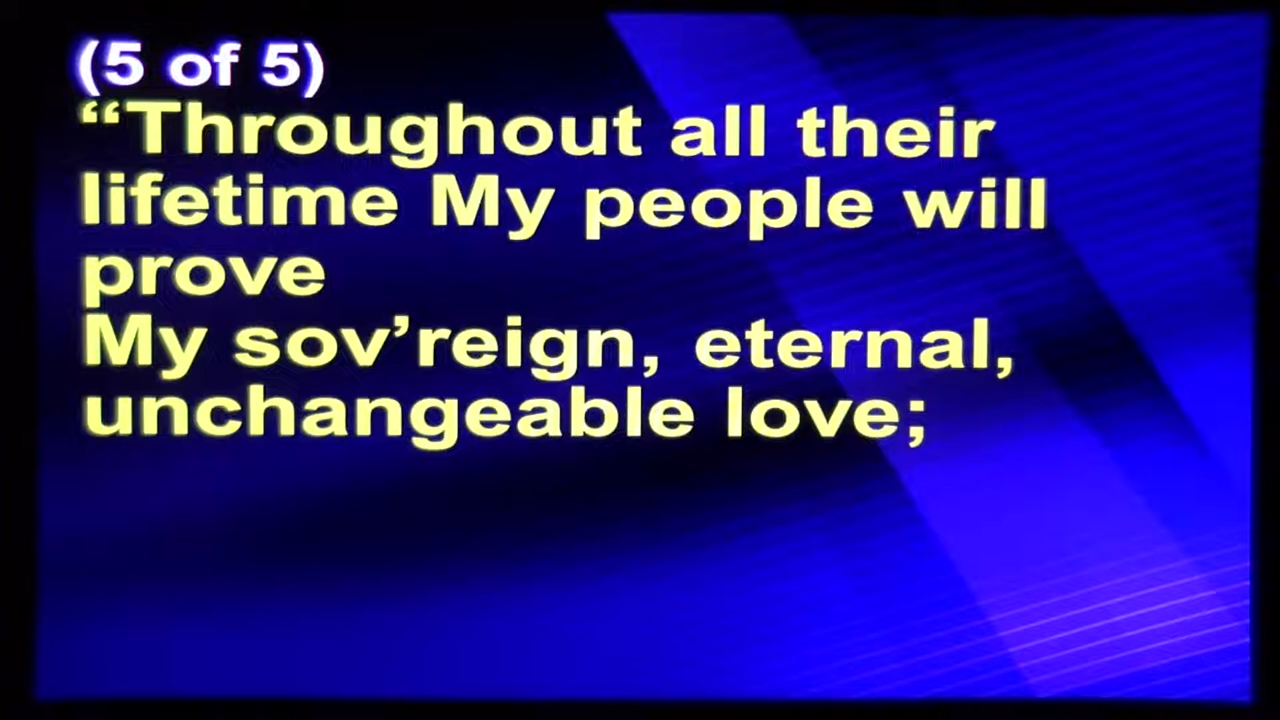 (5 of 5)
“Throughout all their
lifetime My people will
prove
My sov’reign, eternal,
unchangeable love;